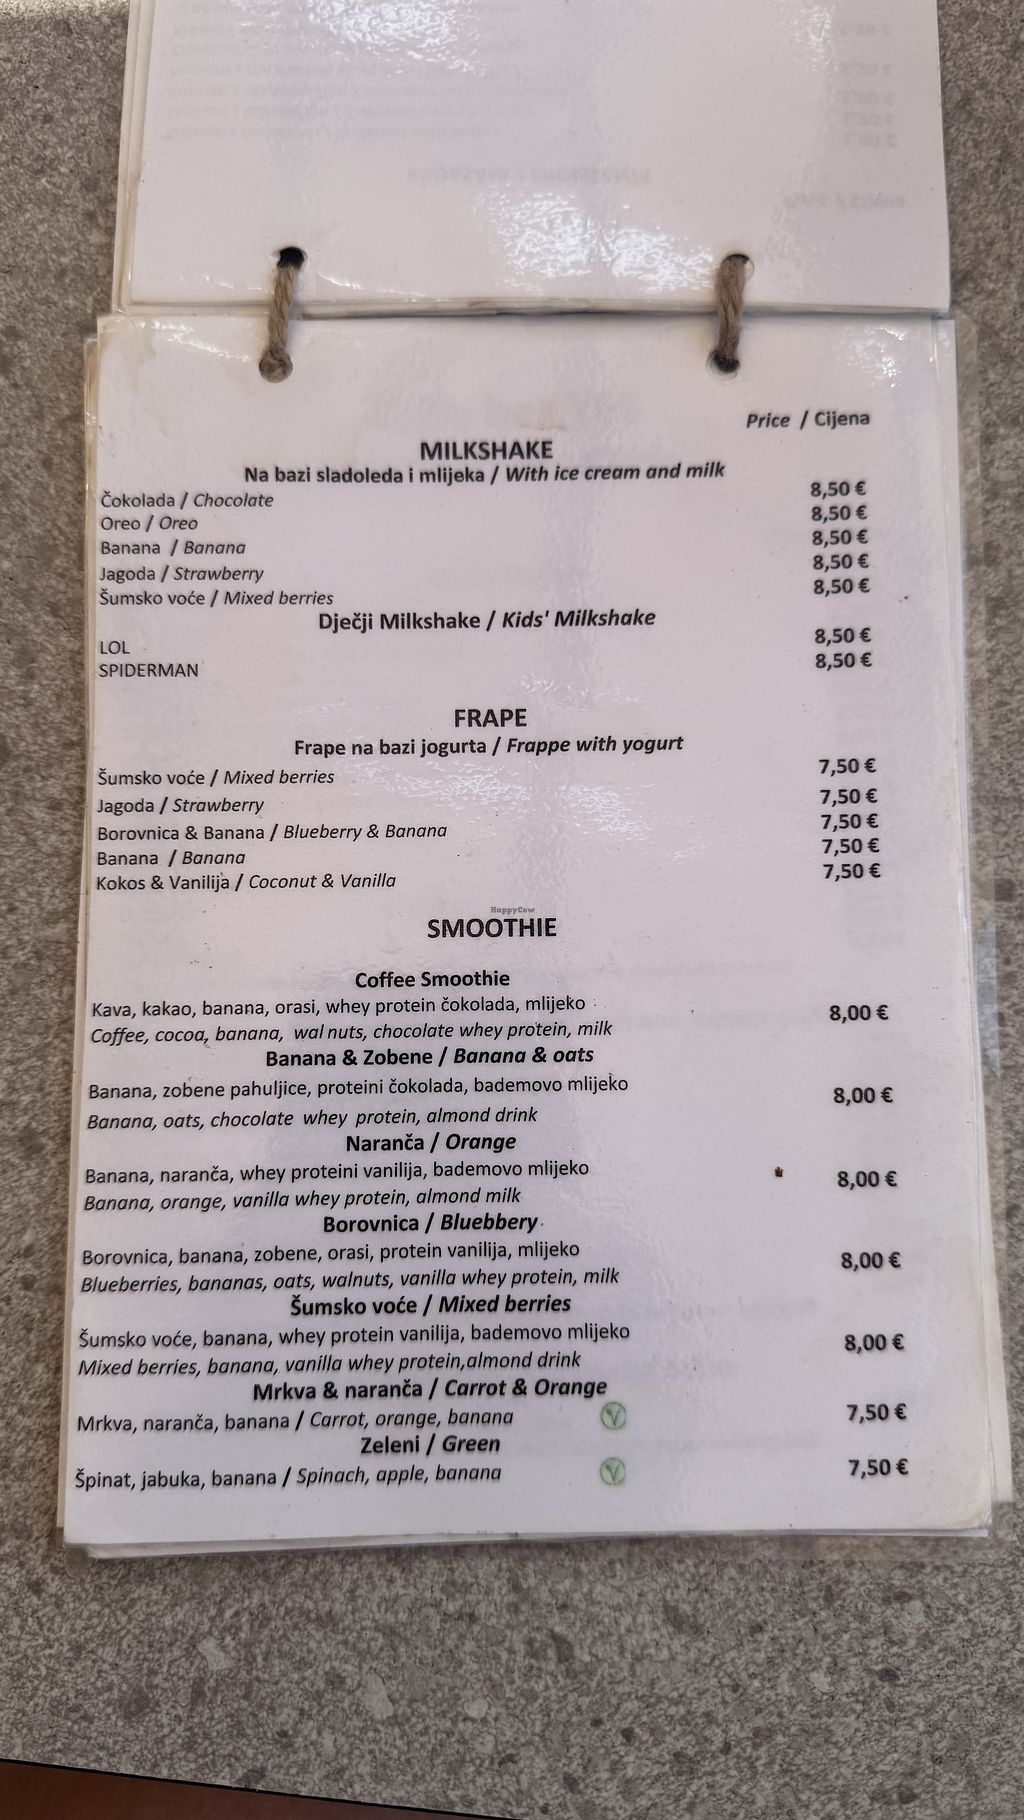 Price / Cijena
MILKSHAKE
Na bazi sladoleda i mlijeka / With ice cream and milk
Čokolada / Chocolate 8,50 €
Oreo / Oreo 8,50 €
Banana / Banana 8,50 €
Jagoda / Strawberry 8,50 €
Šumsko voće / Mixed berries 8,50 €
Dječji Milkshake / Kids' Milkshake
LOL 8,50 €
SPIDERMAN 8,50 €
FRAPE
Frape na bazi jogurta / Frappe with yogurt
Šumsko voće / Mixed berries 7,50 €
Jagoda / Strawberry 7,50 €
Borovnica & Banana / Blueberry & Banana 7,50 €
Banana / Banana 7,50 €
Kokos & Vanilija / Coconut & Vanilla 7,50 €
HappyCow
SMOOTHIE
Coffee Smoothie
Kava, kakao, banana, orasi, whey protein čokolada, mlijeko 8,00 €
Coffee, cocoa, banana, wal nuts, chocolate whey protein, milk
Banana & Zobene / Banana & oats
Banana, zobene pahuljice, proteini čokolada, bademovo mlijeko 8,00 €
Banana, oats, chocolate whey protein, almond drink
Naranča / Orange
Banana, naranča, whey proteini vanilija, bademovo mlijeko 8,00 €
Banana, orange, vanilla whey protein, almond milk
Borovnica / Bluebbery
Borovnica, banana, zobene, orasi, protein vanilija, mlijeko 8,00 €
Blueberries, bananas, oats, walnuts, vanilla whey protein, milk
Šumsko voće / Mixed berries
Šumsko voće, banana, whey protein vanilija, bademovo mlijeko 8,00 €
Mixed berries, banana, vanilla whey protein,almond drink
Mrkva & naranča / Carrot & Orange
Mrkva, naranča, banana / Carrot, orange, banana V 7,50 €
Zeleni / Green
Špinat, jabuka, banana / Spinach, apple, banana V 7,50 €